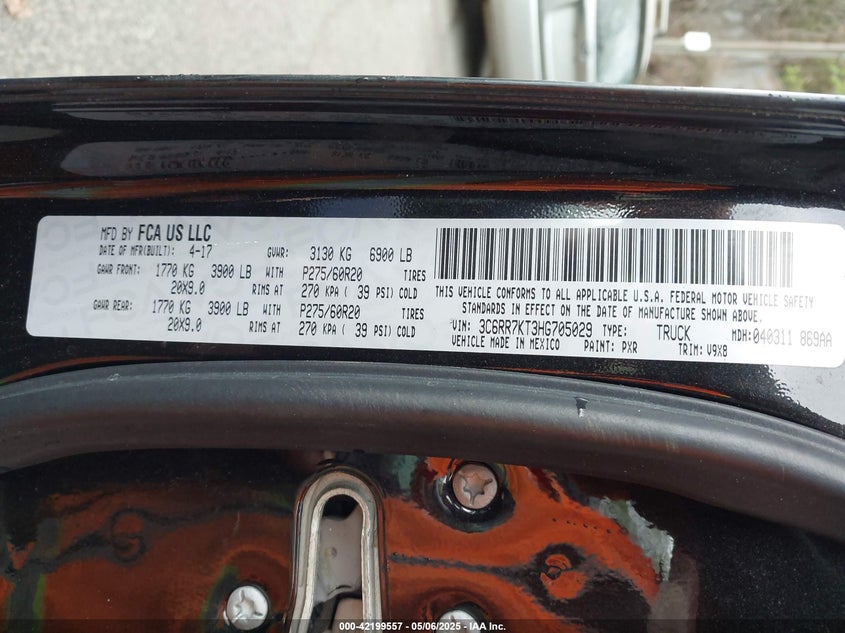 MFD BY FCA US LLC
DATE OF MFR(BUILT): 4-17 GVWR: 3130 KG 6900 LB
GAWR FRONT: 1770 KG 3900 LB WITH P275/60R20 TIRES
20X9.0 RIMS AT 270 KPA ( 39 PSI) COLD
GAWR REAR: 1770 KG 3900 LB WITH P275/60R20 TIRES
20X9.0 RIMS AT 270 KPA ( 39 PSI) COLD
THIS VEHICLE CONFORMS TO ALL APPLICABLE U.S.A. FEDERAL MOTOR VEHICLE SAFETY
STANDARDS IN EFFECT ON THE DATE OF MANUFACTURE SHOWN ABOVE.
VIN: 3C6RR7KT3HG705029 TYPE: TRUCK MDH:040311 869AA
VEHICLE MADE IN MEXICO PAINT: PXR TRIM: V9X8
000-42199557 - 05/06/2025 - IAA Inc.